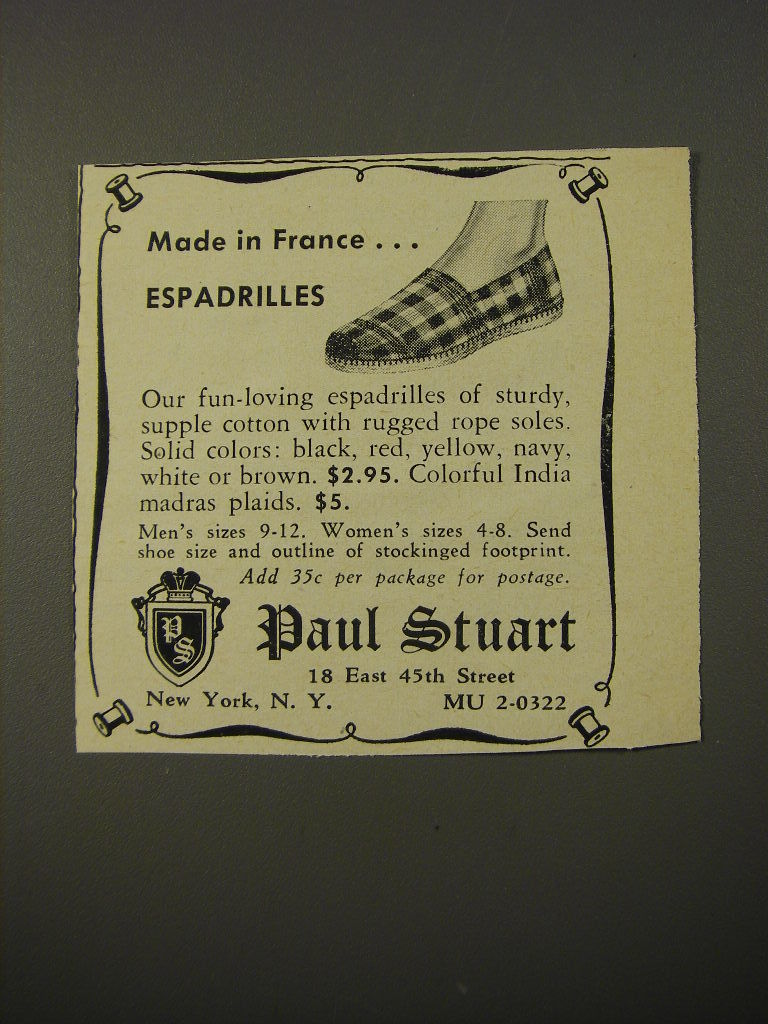 Made in France . . .
ESPADRILLES
Our fun-loving espadrilles of sturdy,
supple cotton with rugged rope soles.
Solid colors: black, red, yellow, navy,
white or brown. $2.95. Colorful India
madras plaids. $5.
Men's sizes 9-12. Women's sizes 4-8. Send
shoe size and outline of stockinged footprint.
Add 35c per package for postage.
PS
Paul Stuart
18 East 45th Street
New York, N. Y. MU 2-0322